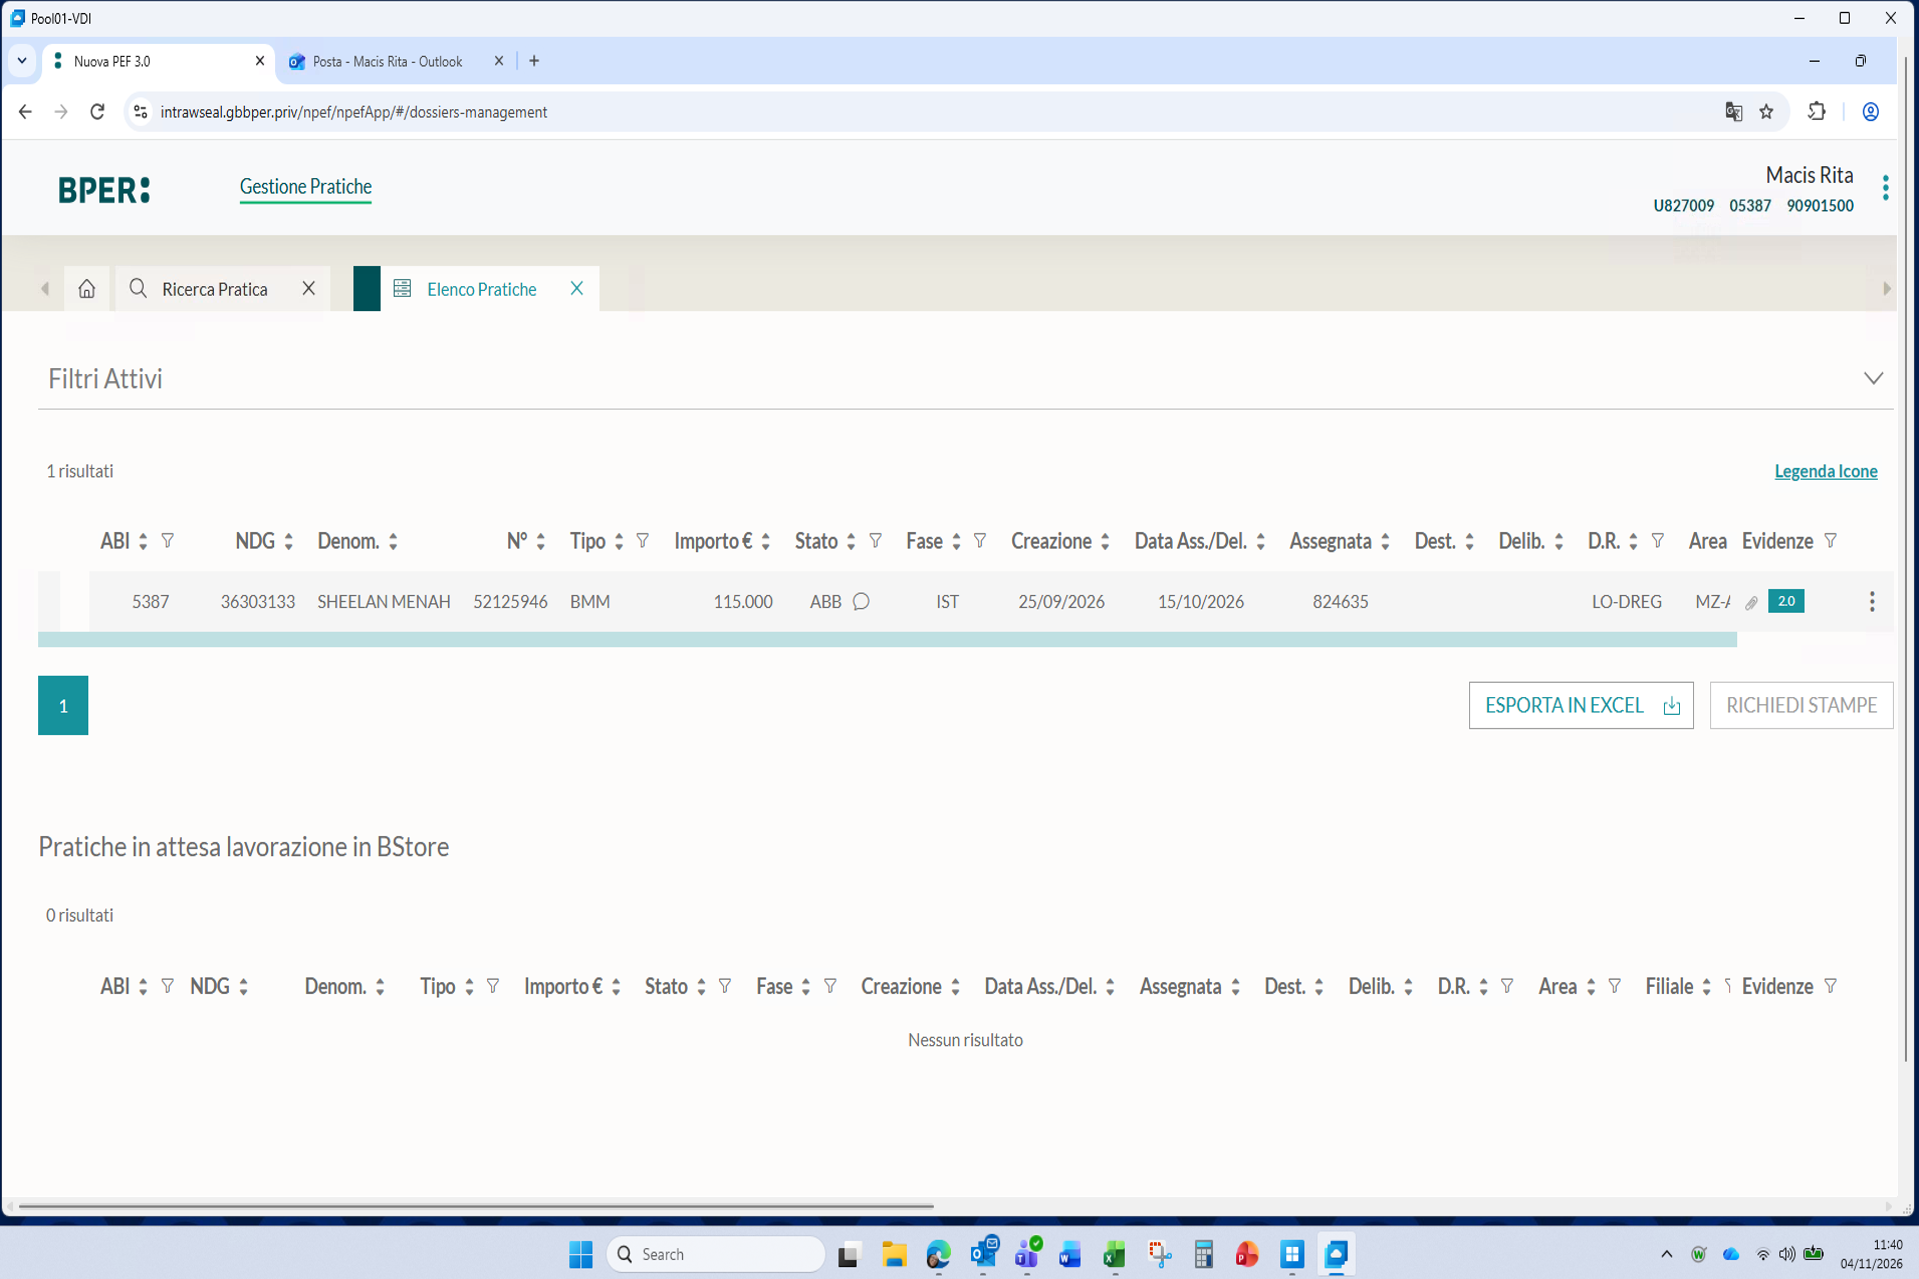 Pool01-VDI
Nuova PEF 3.0
Posta - Macis Rita - Outlook
intrawseal.gbbper.priv/npef/npefApp/#/dossiers-management
BPER:
Gestione Pratiche
Macis Rita
U827009 05387 90901500
Ricerca Pratica
Elenco Pratiche
Filtri Attivi
1 risultati
Legenda Icone
ABI NDG Denom. N° Tipo Importo € Stato Fase Creazione Data Ass./Del. Assegnata Dest. Delib. D.R. Area Evidenze
5387 36303133 SHEELAN MENAH 52125946 BMM 115.000 ABB IST 25/09/2026 15/10/2026 824635 LO-DREG MZ-A 2.0
1
ESPORTA IN EXCEL
RICHIEDI STAMPE
Pratiche in attesa lavorazione in BStore
0 risultati
ABI NDG Denom. Tipo Importo € Stato Fase Creazione Data Ass./Del. Assegnata Dest. Delib. D.R. Area Filiale Evidenze
Nessun risultato
Search
11:40
04/11/2026